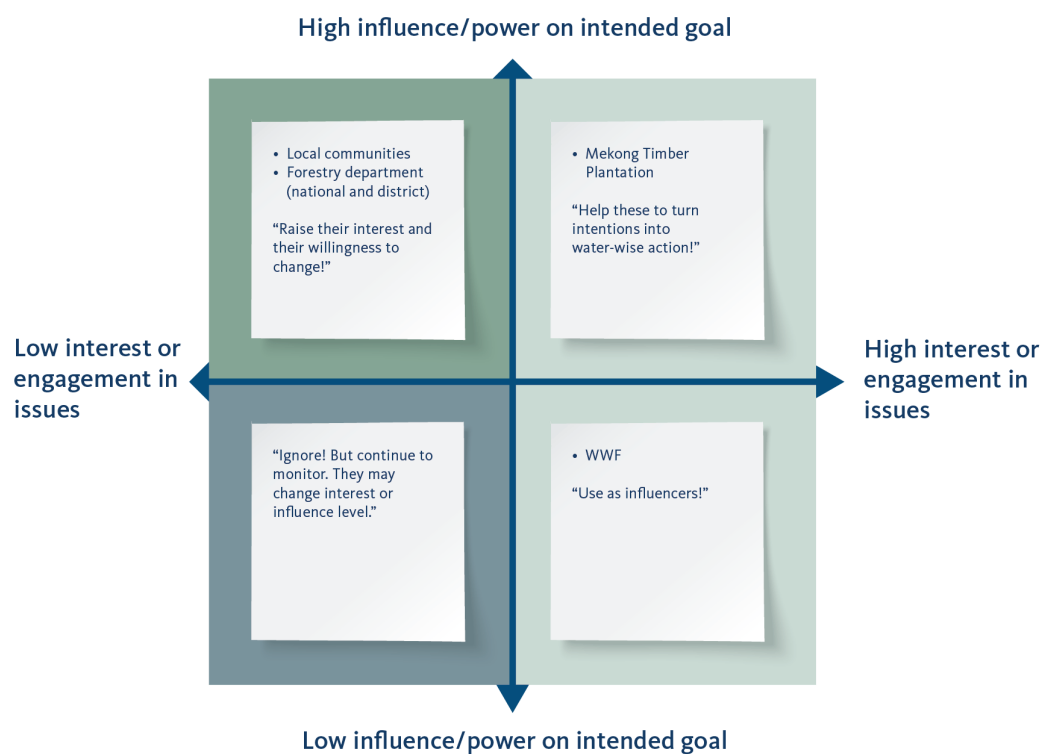 High influence/power on intended goal
• Local communities
• Forestry department
(national and district)
“Raise their interest and
their willingness to
change!”
• Mekong Timber
Plantation
“Help these to turn
intentions into
water-wise action!”
Low interest or
engagement in
issues
High interest or
engagement in
issues
“Ignore! But continue to
monitor. They may
change interest or
influence level.”
• WWF
“Use as influencers!”
Low influence/power on intended goal